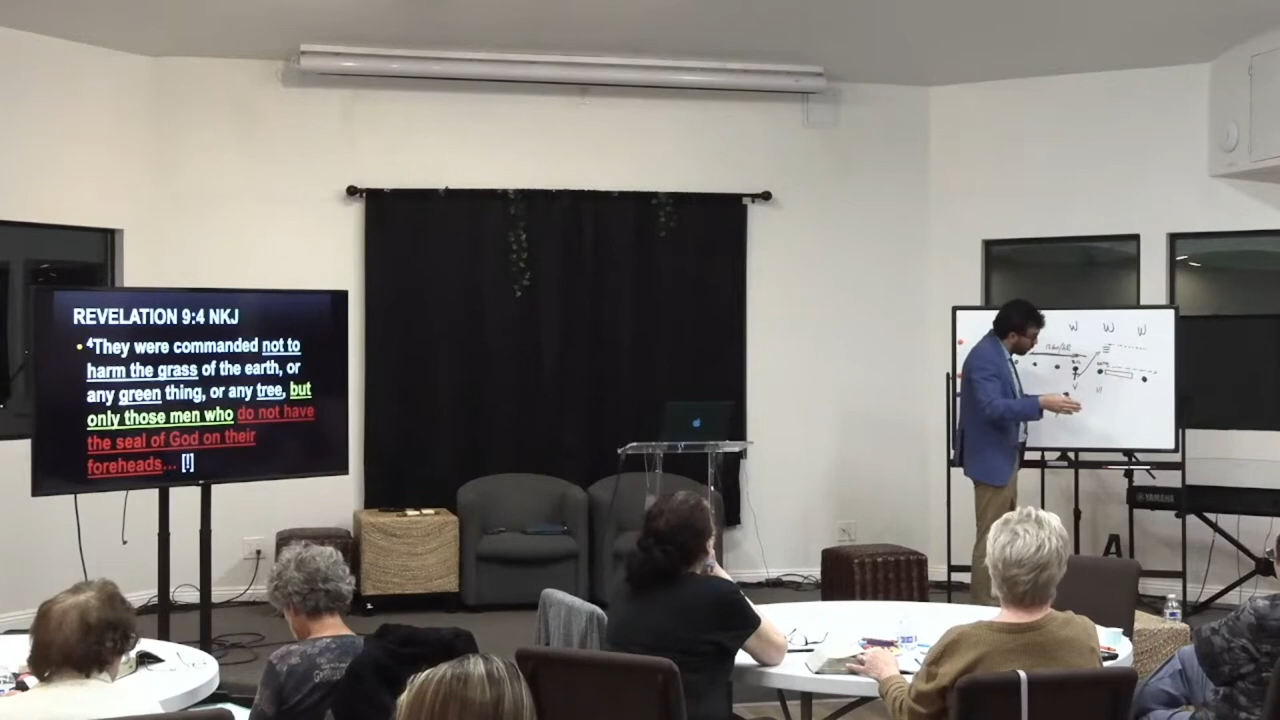 REVELATION 9:4 NKJ
• ⁴They were commanded not to
harm the grass of the earth, or
any green thing, or any tree, but
only those men who do not have
the seal of God on their
foreheads... [!]
W W W
YAMAHA